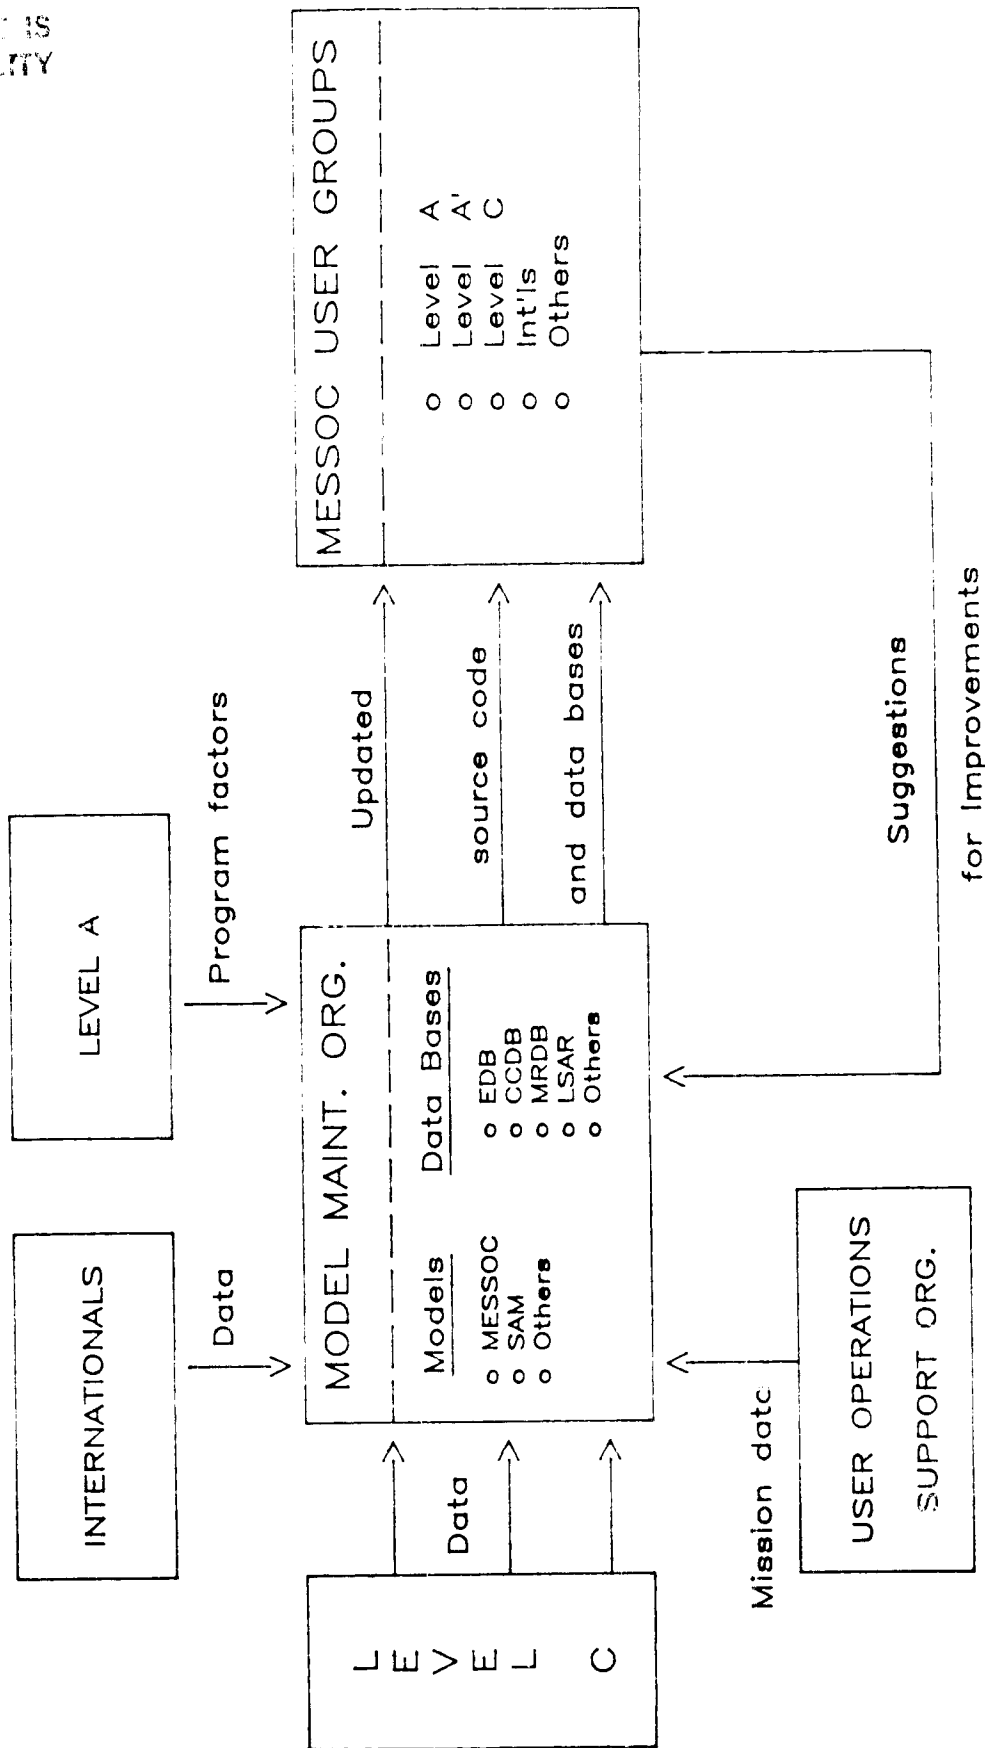 IS
INTERNATIONALS
Data
LEVEL A
Program factors
LEVEL
C
Data
MODEL MAINT. ORG.
Models
o MESSOC
o SAM
o Others
Data Bases
o EDB
o CCDB
o MRDB
o LSAR
o Others
Updated
source code
and data bases
MESSOC USER GROUPS
o Level A
o Level A'
o Level C
o Int'ls
o Others
Mission data
USER OPERATIONS
SUPPORT ORG.
Suggestions
for Improvements